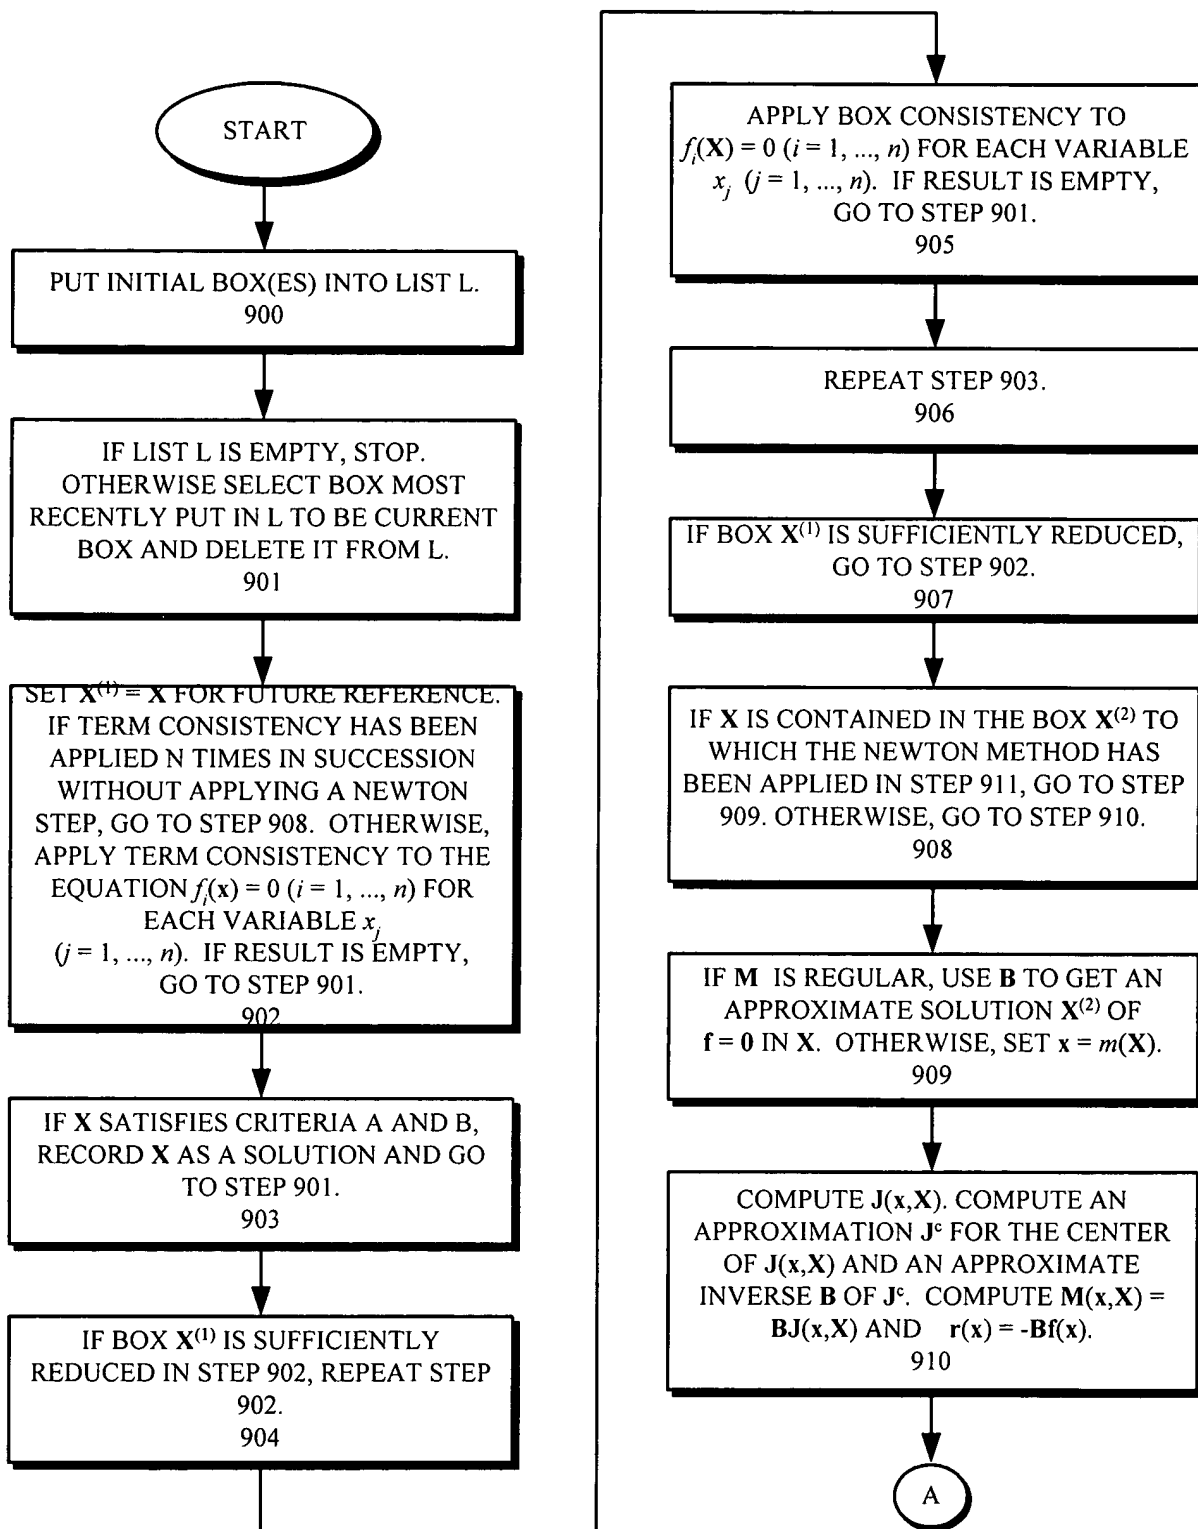 START
PUT INITIAL BOX(ES) INTO LIST L.
900
IF LIST L IS EMPTY, STOP.
OTHERWISE SELECT BOX MOST
RECENTLY PUT IN L TO BE CURRENT
BOX AND DELETE IT FROM L.
901
SET X⁽¹⁾ = X FOR FUTURE REFERENCE.
IF TERM CONSISTENCY HAS BEEN
APPLIED N TIMES IN SUCCESSION
WITHOUT APPLYING A NEWTON
STEP, GO TO STEP 908. OTHERWISE,
APPLY TERM CONSISTENCY TO THE
EQUATION fᵢ(x) = 0 (i = 1, ..., n) FOR
EACH VARIABLE xⱼ
(j = 1, ..., n). IF RESULT IS EMPTY,
GO TO STEP 901.
902
IF X SATISFIES CRITERIA A AND B,
RECORD X AS A SOLUTION AND GO
TO STEP 901.
903
IF BOX X⁽¹⁾ IS SUFFICIENTLY
REDUCED IN STEP 902, REPEAT STEP
902.
904
APPLY BOX CONSISTENCY TO
fᵢ(X) = 0 (i = 1, ..., n) FOR EACH VARIABLE
xⱼ (j = 1, ..., n). IF RESULT IS EMPTY,
GO TO STEP 901.
905
REPEAT STEP 903.
906
IF BOX X⁽¹⁾ IS SUFFICIENTLY REDUCED,
GO TO STEP 902.
907
IF X IS CONTAINED IN THE BOX X⁽²⁾ TO
WHICH THE NEWTON METHOD HAS
BEEN APPLIED IN STEP 911, GO TO STEP
909. OTHERWISE, GO TO STEP 910.
908
IF M IS REGULAR, USE B TO GET AN
APPROXIMATE SOLUTION X⁽²⁾ OF
f = 0 IN X. OTHERWISE, SET x = m(X).
909
COMPUTE J(x,X). COMPUTE AN
APPROXIMATION Jᶜ FOR THE CENTER
OF J(x,X) AND AN APPROXIMATE
INVERSE B OF Jᶜ. COMPUTE M(x,X) =
BJ(x,X) AND r(x) = -Bf(x).
910
A